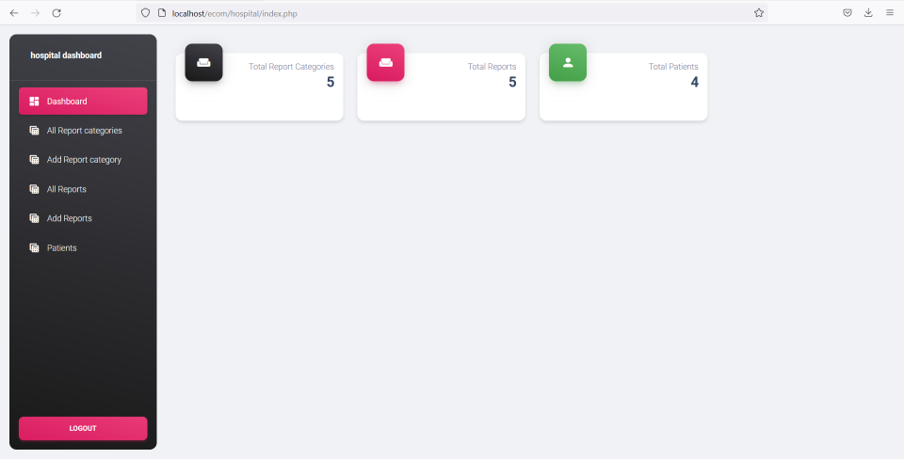 localhost/ecom/hospital/index.php
hospital dashboard
Dashboard
All Report categories
Add Report category
All Reports
Add Reports
Patients
LOGOUT
Total Report Categories
5
Total Reports
5
Total Patients
4